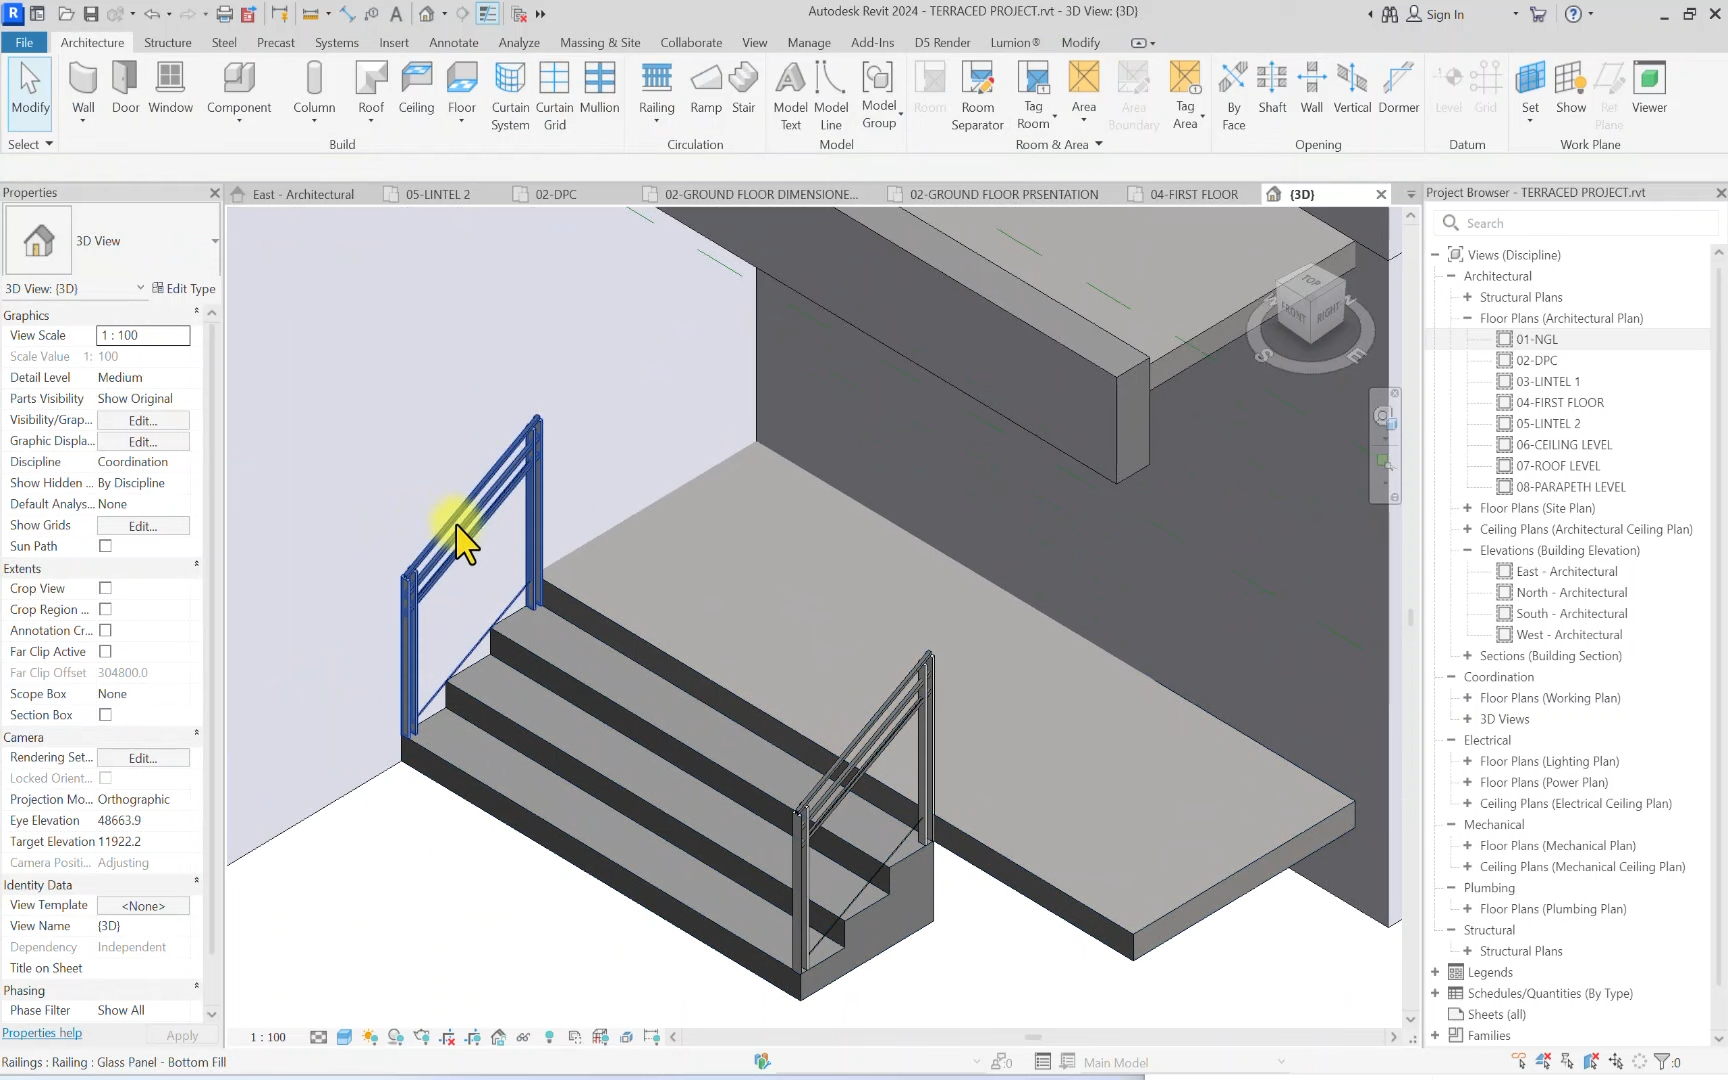 Autodesk Revit 2024 - TERRACED PROJECT.rvt - 3D View: {3D}
Sign In
File Architecture Structure Steel Precast Systems Insert Annotate Analyze Massing & Site Collaborate View Manage Add-Ins D5 Render Lumion® Modify
Modify Wall Door Window Component Column Roof Ceiling Floor Curtain System Curtain Grid Mullion Railing Ramp Stair Model Text Model Line Model Group Room Room Separator Tag Room Area Area Boundary Tag Area By Face Shaft Wall Vertical Dormer Level Grid Set Show Ref Plane Viewer
Select Build Circulation Model Room & Area Opening Datum Work Plane
Properties
East - Architectural 05-LINTEL 2 02-DPC 02-GROUND FLOOR DIMENSIONE... 02-GROUND FLOOR PRSENTATION 04-FIRST FLOOR {3D}
Project Browser - TERRACED PROJECT.rvt
3D View
3D View: {3D} Edit Type
Graphics
View Scale 1 : 100
Scale Value 1: 100
Detail Level Medium
Parts Visibility Show Original
Visibility/Grap... Edit...
Graphic Displa... Edit...
Discipline Coordination
Show Hidden ... By Discipline
Default Analys... None
Show Grids Edit...
Sun Path
Extents
Crop View
Crop Region ...
Annotation Cr...
Far Clip Active
Far Clip Offset 304800.0
Scope Box None
Section Box
Camera
Rendering Set... Edit...
Locked Orient...
Projection Mo... Orthographic
Eye Elevation 48663.9
Target Elevation 11922.2
Camera Positi... Adjusting
Identity Data
View Template <None>
View Name {3D}
Dependency Independent
Title on Sheet
Phasing
Phase Filter Show All
Properties help Apply
TOP
FRONT RIGHT
S E
Search
Views (Discipline)
Architectural
Structural Plans
Floor Plans (Architectural Plan)
01-NGL
02-DPC
03-LINTEL 1
04-FIRST FLOOR
05-LINTEL 2
06-CEILING LEVEL
07-ROOF LEVEL
08-PARAPETH LEVEL
Floor Plans (Site Plan)
Ceiling Plans (Architectural Ceiling Plan)
Elevations (Building Elevation)
East - Architectural
North - Architectural
South - Architectural
West - Architectural
Sections (Building Section)
Coordination
Floor Plans (Working Plan)
3D Views
Electrical
Floor Plans (Lighting Plan)
Floor Plans (Power Plan)
Ceiling Plans (Electrical Ceiling Plan)
Mechanical
Floor Plans (Mechanical Plan)
Ceiling Plans (Mechanical Ceiling Plan)
Plumbing
Floor Plans (Plumbing Plan)
Structural
Structural Plans
Legends
Schedules/Quantities (By Type)
Sheets (all)
Families
1 : 100
Railings : Railing : Glass Panel - Bottom Fill :0 Main Model :0